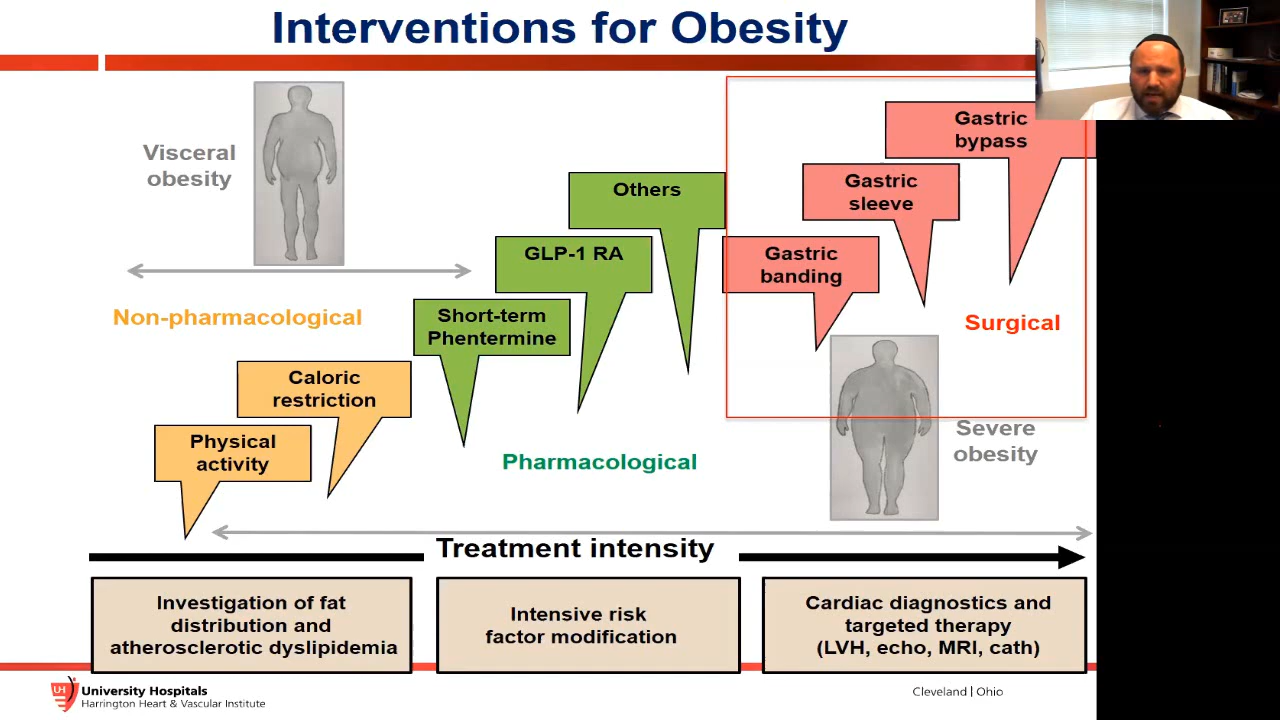 Interventions for Obesity
Visceral
obesity
Non-pharmacological
Physical
activity
Caloric
restriction
Short-term
Phentermine
GLP-1 RA
Others
Pharmacological
Gastric
banding
Gastric
sleeve
Gastric
bypass
Surgical
Severe
obesity
Treatment intensity
Investigation of fat
distribution and
atherosclerotic dyslipidemia
Intensive risk
factor modification
Cardiac diagnostics and
targeted therapy
(LVH, echo, MRI, cath)
UH
University Hospitals
Harrington Heart & Vascular Institute
Cleveland | Ohio